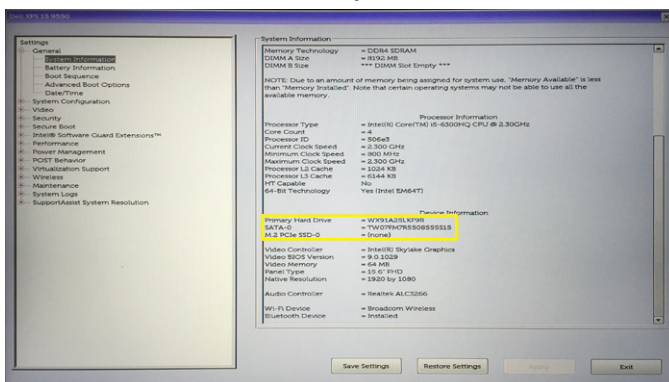 Dell XPS 15 9550
Settings
General
System Information
Battery Information
Boot Sequence
Advanced Boot Options
Date/Time
System Configuration
Video
Security
Secure Boot
Intel® Software Guard Extensions™
Performance
Power Management
POST Behavior
Virtualization Support
Wireless
Maintenance
System Logs
SupportAssist System Resolution
System Information
Memory Technology = DDR4 SDRAM
DIMM A Size = 8192 MB
DIMM B Size *** DIMM Slot Empty ***
NOTE: Due to an amount of memory being assigned for system use, "Memory Available" is less
than "Memory Installed". Note that certain operating systems may not be able to use all the
available memory.
Processor Information
Processor Type = Intel(R) Core(TM) i5-6300HQ CPU @ 2.30GHz
Core Count = 4
Processor ID = 506e3
Current Clock Speed = 2.300 GHz
Minimum Clock Speed = 800 MHz
Maximum Clock Speed = 2.300 GHz
Processor L2 Cache = 1024 KB
Processor L3 Cache = 6144 KB
HT Capable No
64-Bit Technology Yes (Intel EM64T)
Device Information
Primary Hard Drive =
SATA-0 =
M.2 PCIe SSD-0 = {none}
Video Controller = Intel(R) Skylake Graphics
Video BIOS Version = 9.0.1029
Video Memory = 64 MB
Panel Type = 15.6" FHD
Native Resolution = 1920 by 1080
Audio Controller = Realtek ALC3266
Wi-Fi Device = Broadcom Wireless
Bluetooth Device = Installed
Save Settings
Restore Settings
Apply
Exit